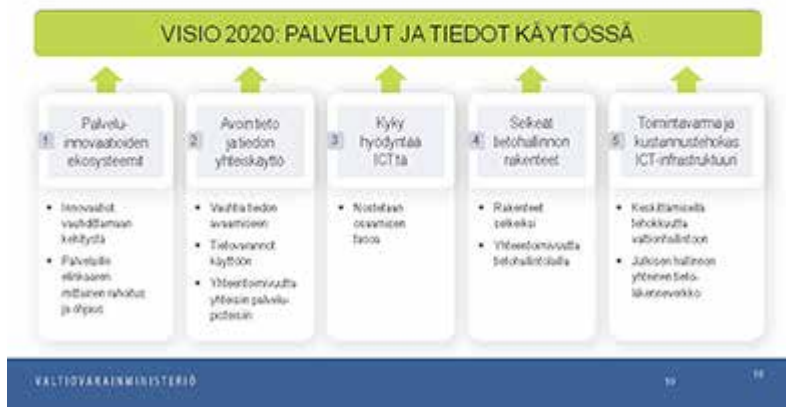 VISIO 2020: PALVELUT JA TIEDOT KÄYTÖSSÄ
1
Palvelu-
innovaatioiden
ekosysteemit
• Innovaatiot
vauhdittamaan
kehitystä
• Palveluille
elinkaaren
mittainen rahoitus
ja ohjaus
2
Avoin tieto
ja tiedon
yhteiskäyttö
• Vauhtia tiedon
avaamiseen
• Tietovarannot
käyttöön
• Yhteentoimivuutta
yhteisiin palvelu-
pisteisiin
3
Kyky
hyödyntää
ICT:tä
• Nostetaan
osaamisen
tasoa
4
Selkeät
tietohallinnon
rakenteet
• Rakenteet
selkeiksi
• Yhteentoimivuutta
tietohallintolailla
5
Toimintavarma ja
kustannustehokas
ICT-infrastruktuuri
• Keskittämisellä
tehokkuutta
valtionhallintoon
• Julkisen hallinnon
yhteinen tieto-
liikenneverkko
VALTIOVARAINMINISTERIÖ